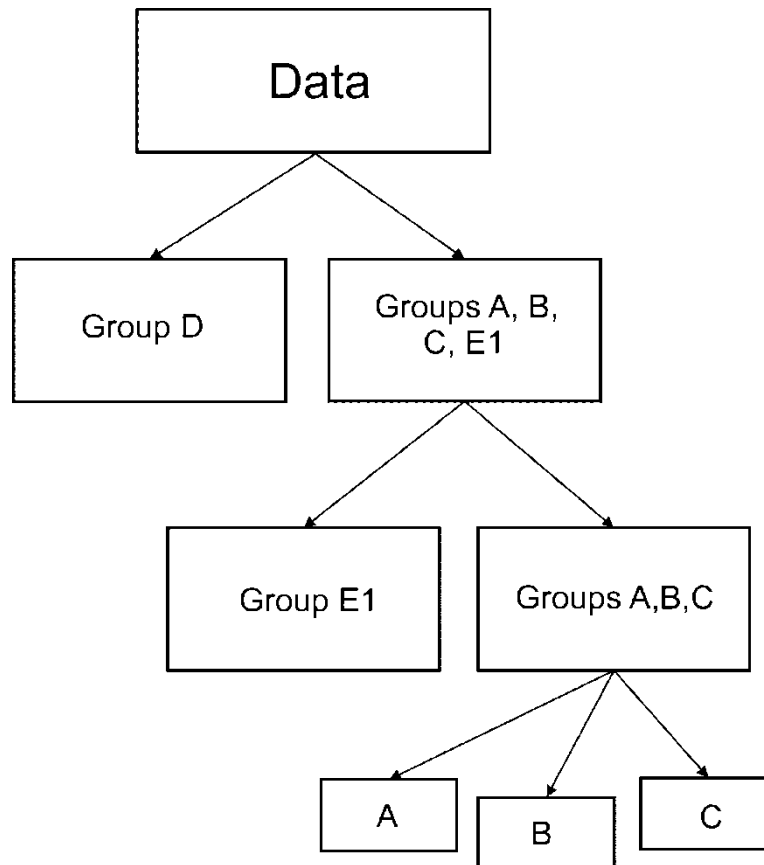 Data
Group D
Groups A, B,
C, E1
Group E1
Groups A,B,C
A
B
C